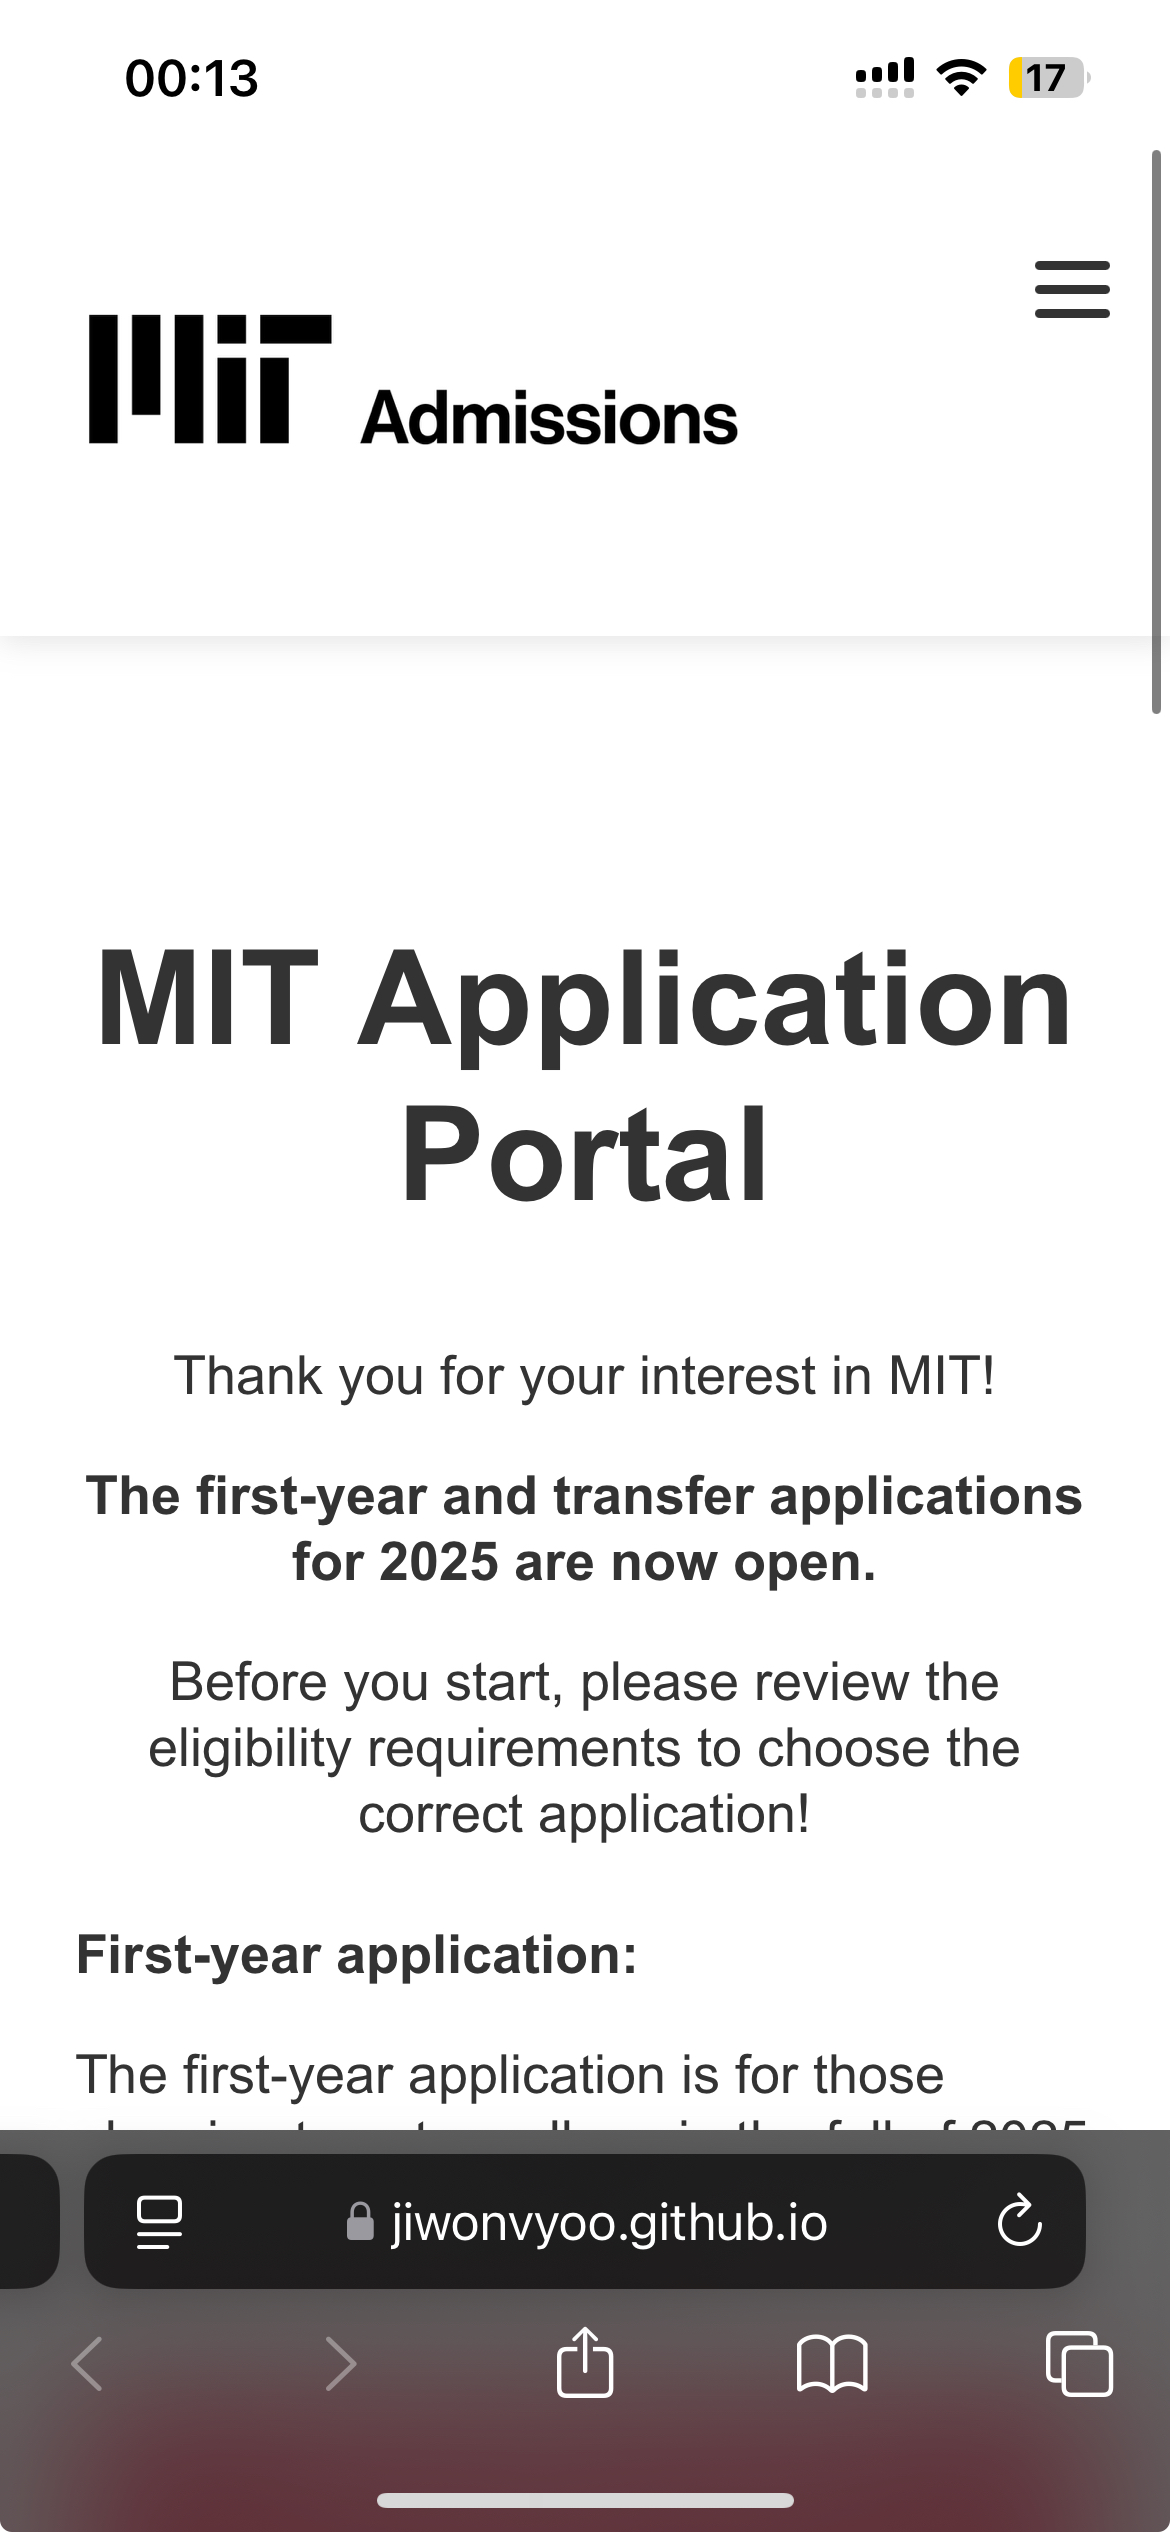 00:13
17
MIT
Admissions
MIT Application
Portal
Thank you for your interest in MIT!
The first-year and transfer applications
for 2025 are now open.
Before you start, please review the
eligibility requirements to choose the
correct application!
First-year application:
The first-year application is for those
jiwonvyoo.github.io